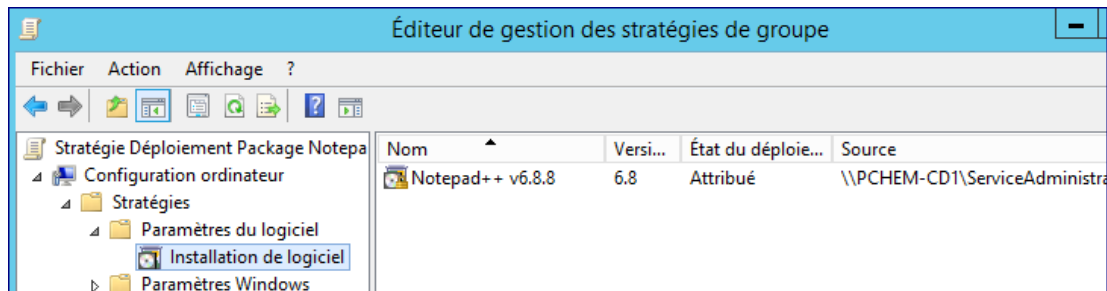 Éditeur de gestion des stratégies de groupe
Fichier Action Affichage ?
Stratégie Déploiement Package Notepa
Nom Versi... État du déploie... Source
Configuration ordinateur
Notepad++ v6.8.8 6.8 Attribué \\PCHEM-CD1\ServiceAdministra
Stratégies
Paramètres du logiciel
Installation de logiciel
Paramètres Windows